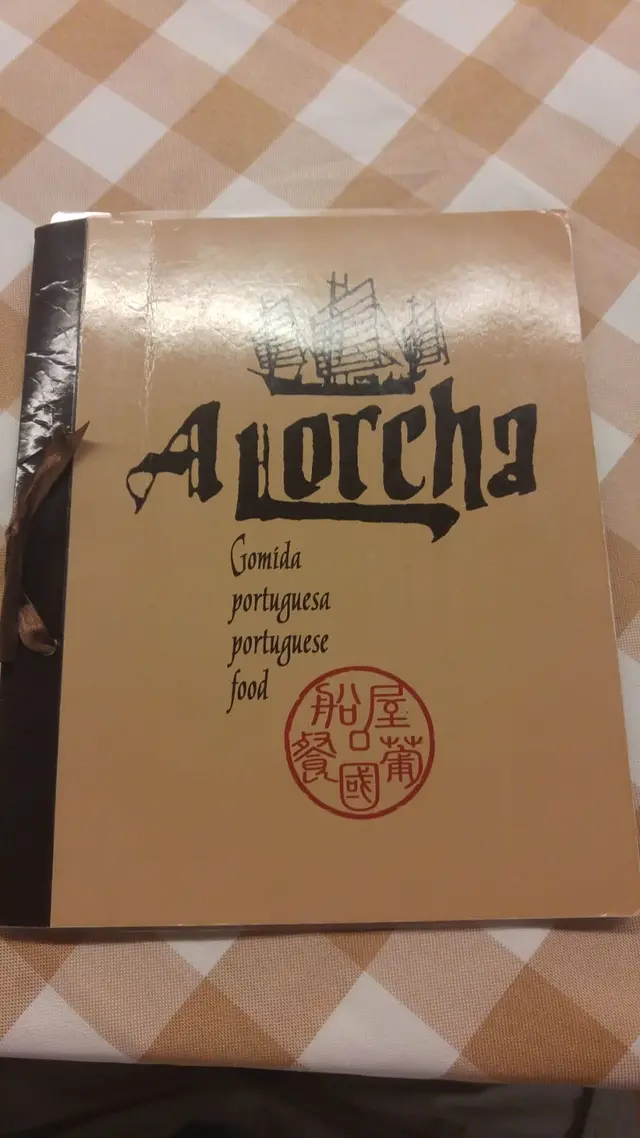 A Lorcha
Comida
portuguesa
portuguese
food
船屋
葡國餐